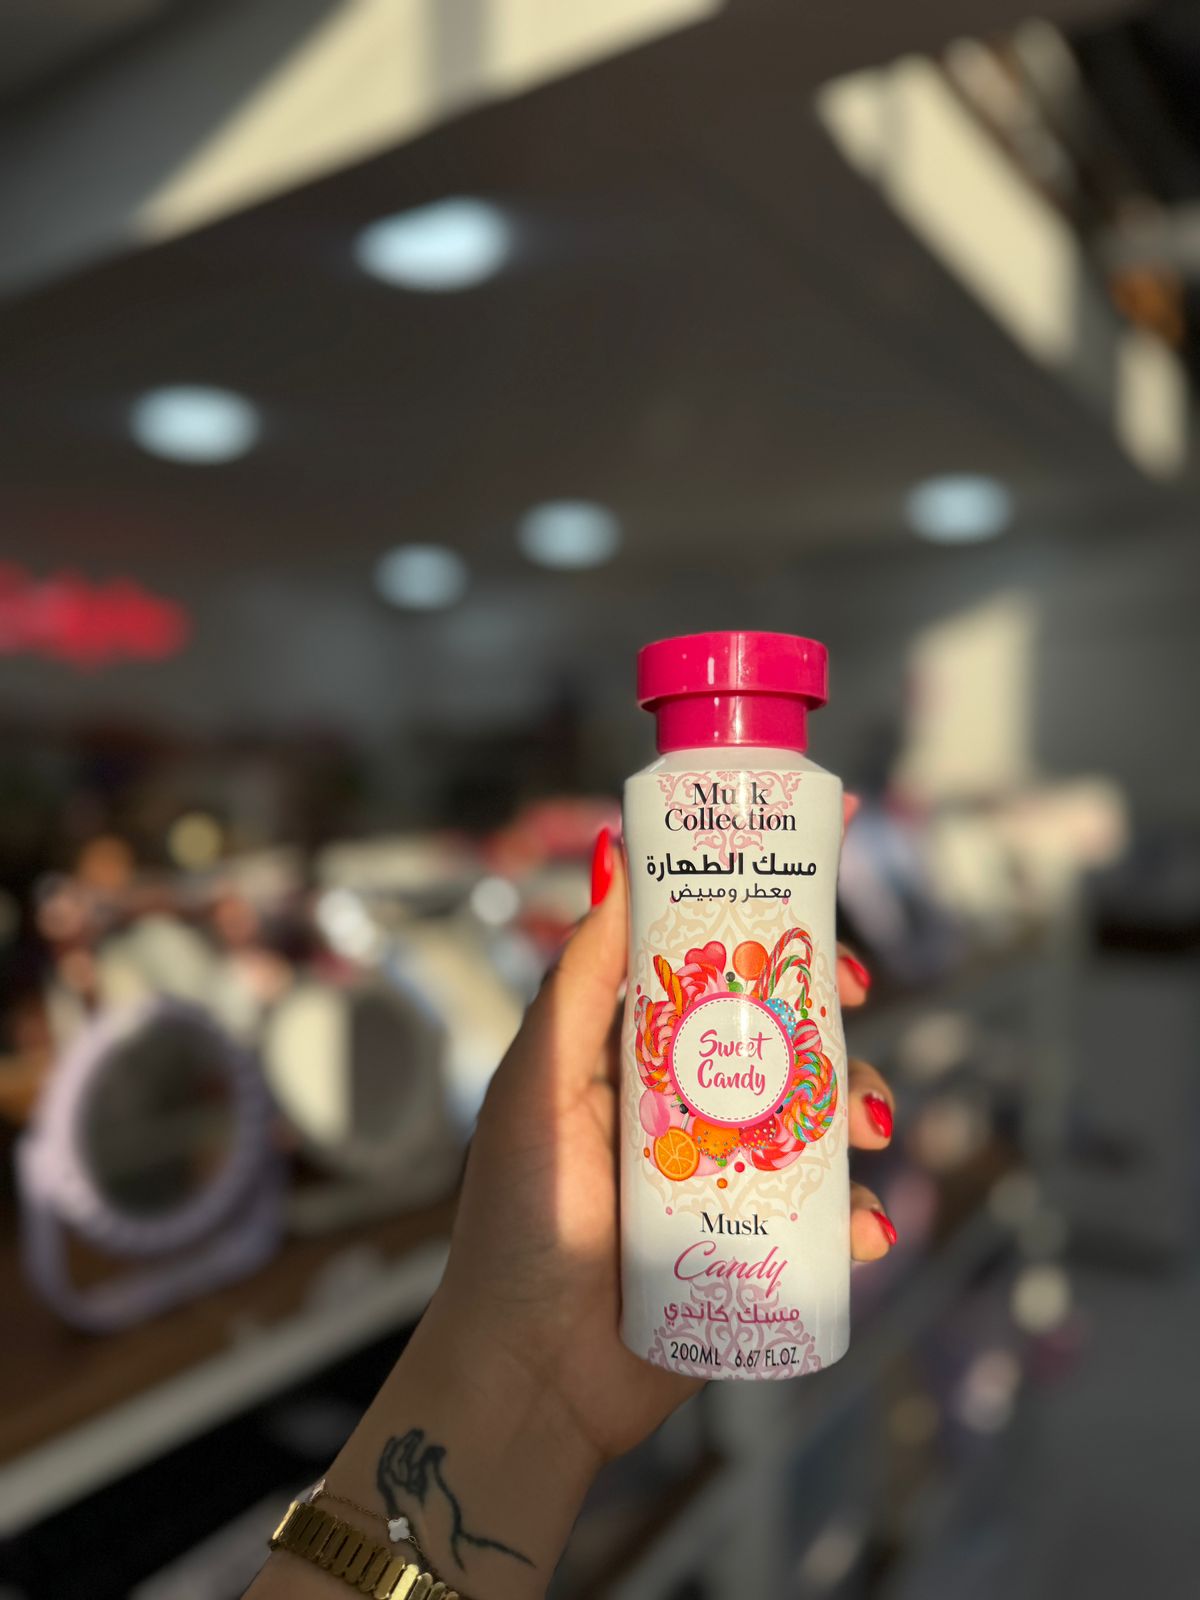 Musk
Collection
مسك الطهارة
معطر ومبيض
Sweet
Candy
Musk
Candy
مسك كاندي
200ML 6.67 FL.OZ.